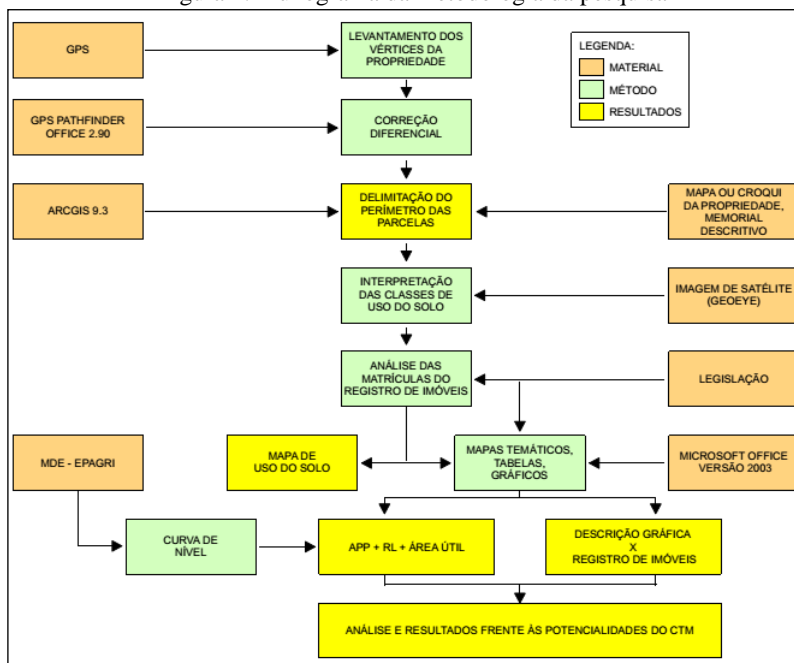 GPS
LEVANTAMENTO DOS
VÉRTICES DA
PROPRIEDADE
LEGENDA:
MATERIAL
MÉTODO
RESULTADOS
GPS PATHFINDER
OFFICE 2.90
CORREÇÃO
DIFERENCIAL
ARCGIS 9.3
DELIMITAÇÃO DO
PERÍMETRO DAS
PARCELAS
MAPA OU CROQUI
DA PROPRIEDADE,
MEMORIAL
DESCRITIVO
INTERPRETAÇÃO
DAS CLASSES DE
USO DO SOLO
IMAGEM DE SATÉLITE
(GEOEYE)
ANÁLISE DAS
MATRÍCULAS DO
REGISTRO DE IMÓVEIS
LEGISLAÇÃO
MDE - EPAGRI
MAPA DE
USO DO SOLO
MAPAS TEMÁTICOS,
TABELAS,
GRÁFICOS
MICROSOFT OFFICE
VERSÃO 2003
CURVA DE
NÍVEL
APP + RL + ÁREA ÚTIL
DESCRIÇÃO GRÁFICA
X
REGISTRO DE IMÓVEIS
ANÁLISE E RESULTADOS FRENTE ÀS POTENCIALIDADES DO CTM